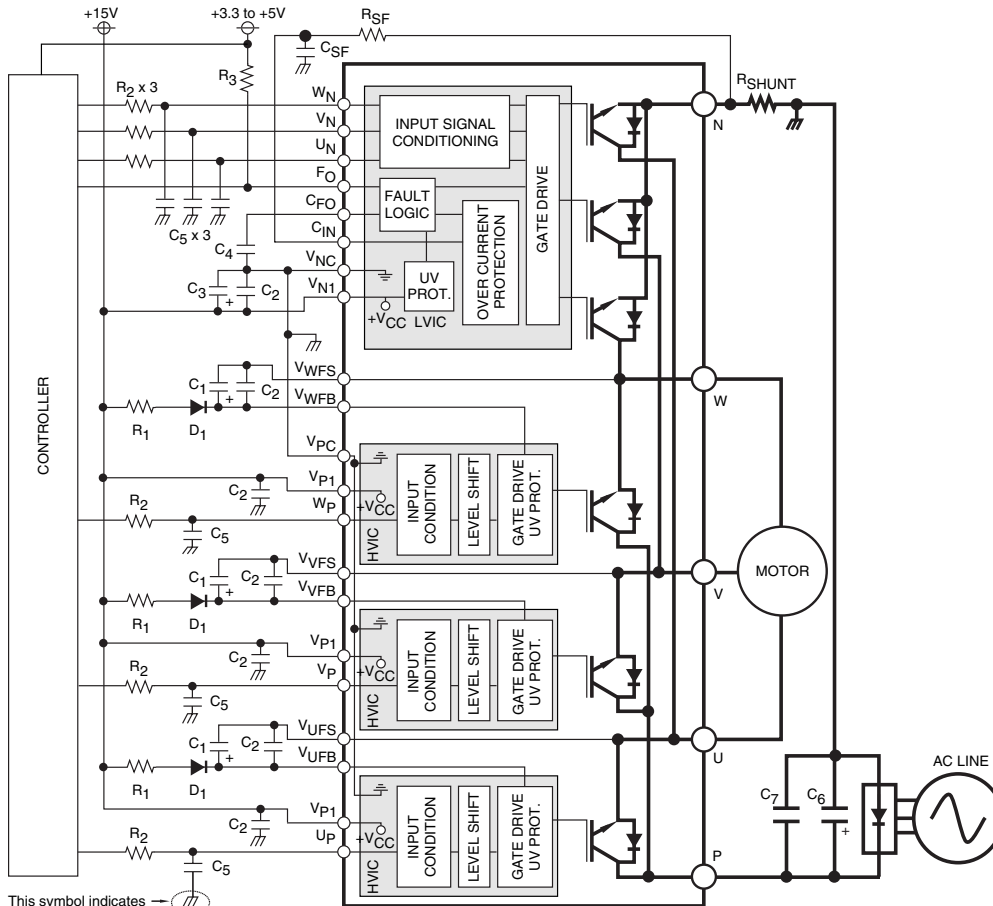 +15V
+3.3 to +5V
RSF
CSF
R3
R2 x 3
RSHUNT
WN
VN
UN
FO
CFO
CIN
VNC
VN1
C5 x 3
C4
C3
+
C2
INPUT SIGNAL
CONDITIONING
FAULT
LOGIC
UV
PROT.
LVIC
+VCC
OVER CURRENT
PROTECTION
GATE DRIVE
N
CONTROLLER
VWFS
VWFB
C1
+
C2
R1
D1
W
VPC
VP1
WP
C2
R2
C5
+VCC
HVIC
INPUT
CONDITION
LEVEL SHIFT
GATE DRIVE
UV PROT.
VVFS
VVFB
C1
+
C2
R1
D1
V
MOTOR
VP1
VP
C2
R2
C5
+VCC
HVIC
INPUT
CONDITION
LEVEL SHIFT
GATE DRIVE
UV PROT.
VUFS
VUFB
C1
+
C2
R1
D1
U
VP1
UP
C2
R2
C5
+VCC
HVIC
INPUT
CONDITION
LEVEL SHIFT
GATE DRIVE
UV PROT.
P
C7
C6
+
AC LINE
This symbol indicates